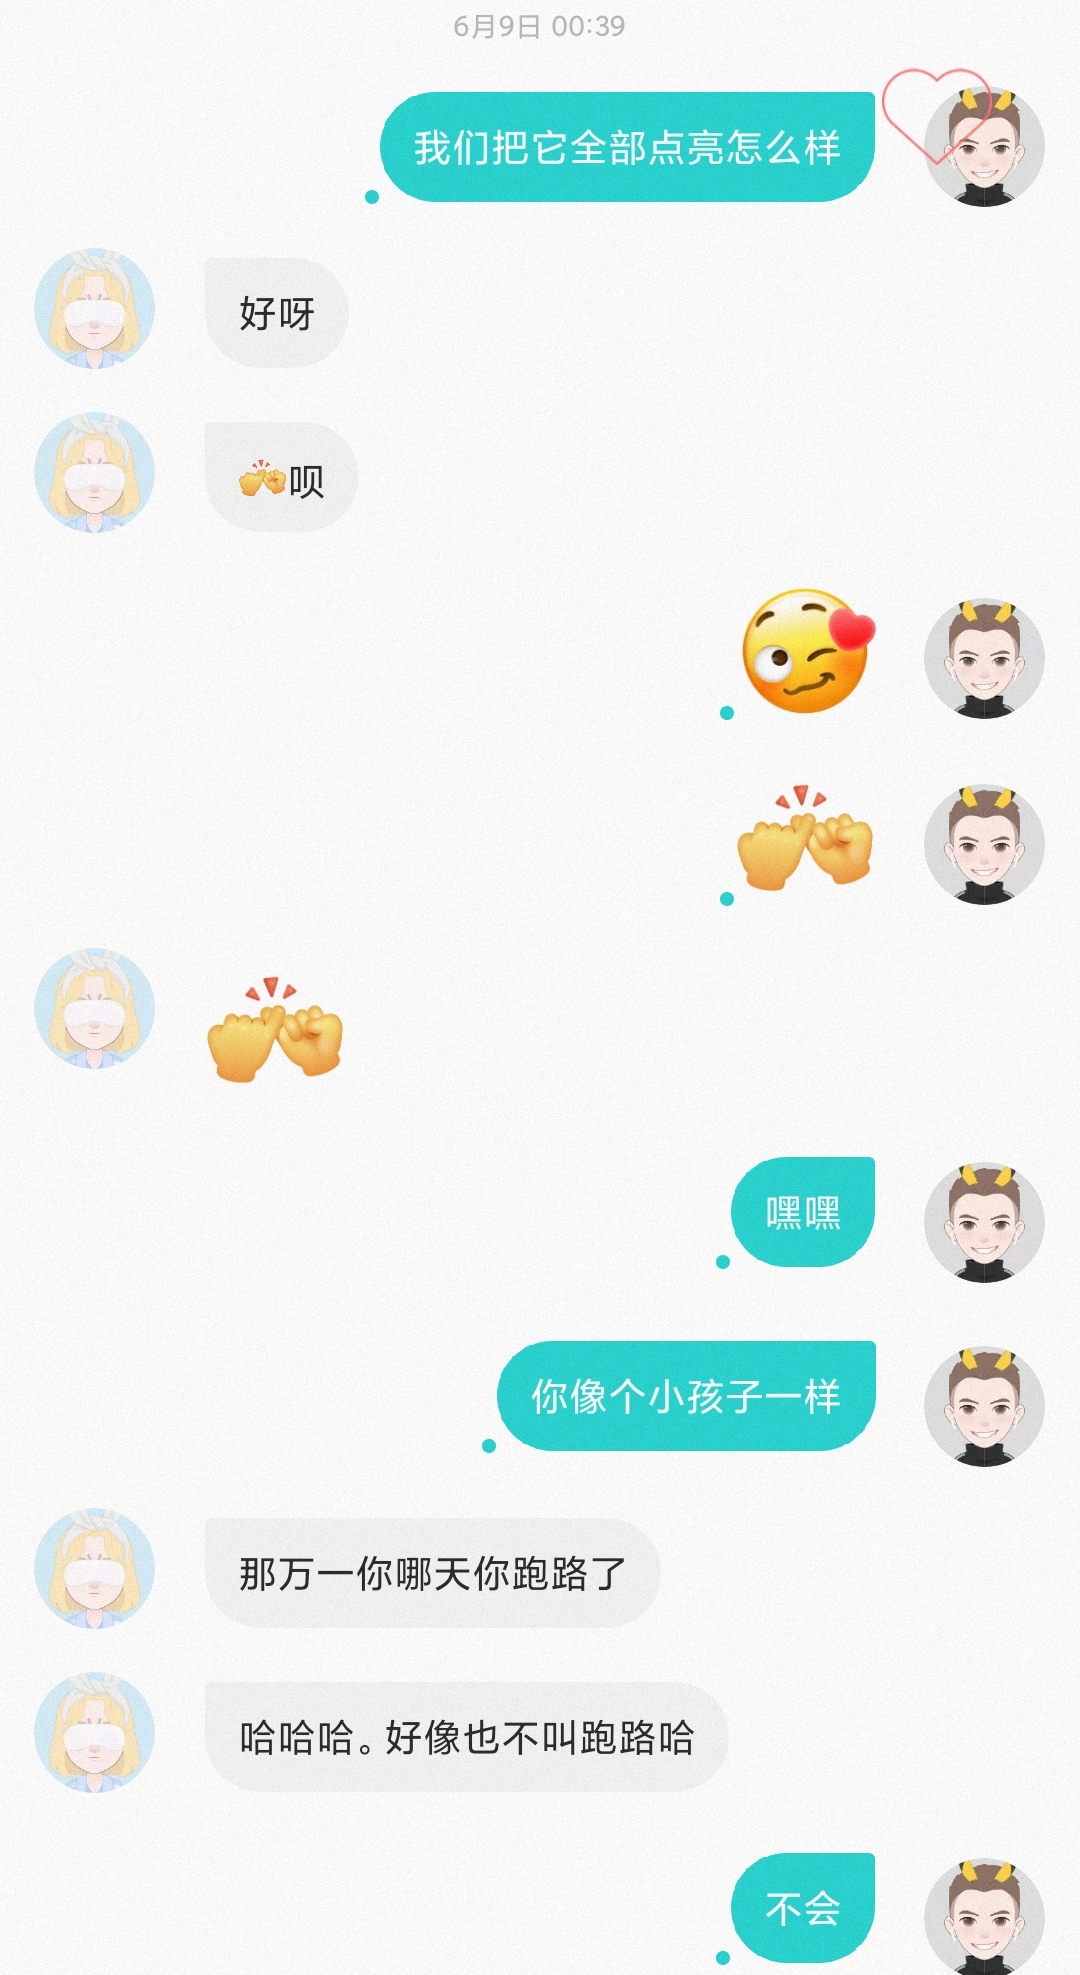 6月9日 00:39
我们把它全部点亮怎么样
好呀
呗
嘿嘿
你像个小孩子一样
那万一你哪天你跑路了
哈哈哈。好像也不叫跑路哈
不会